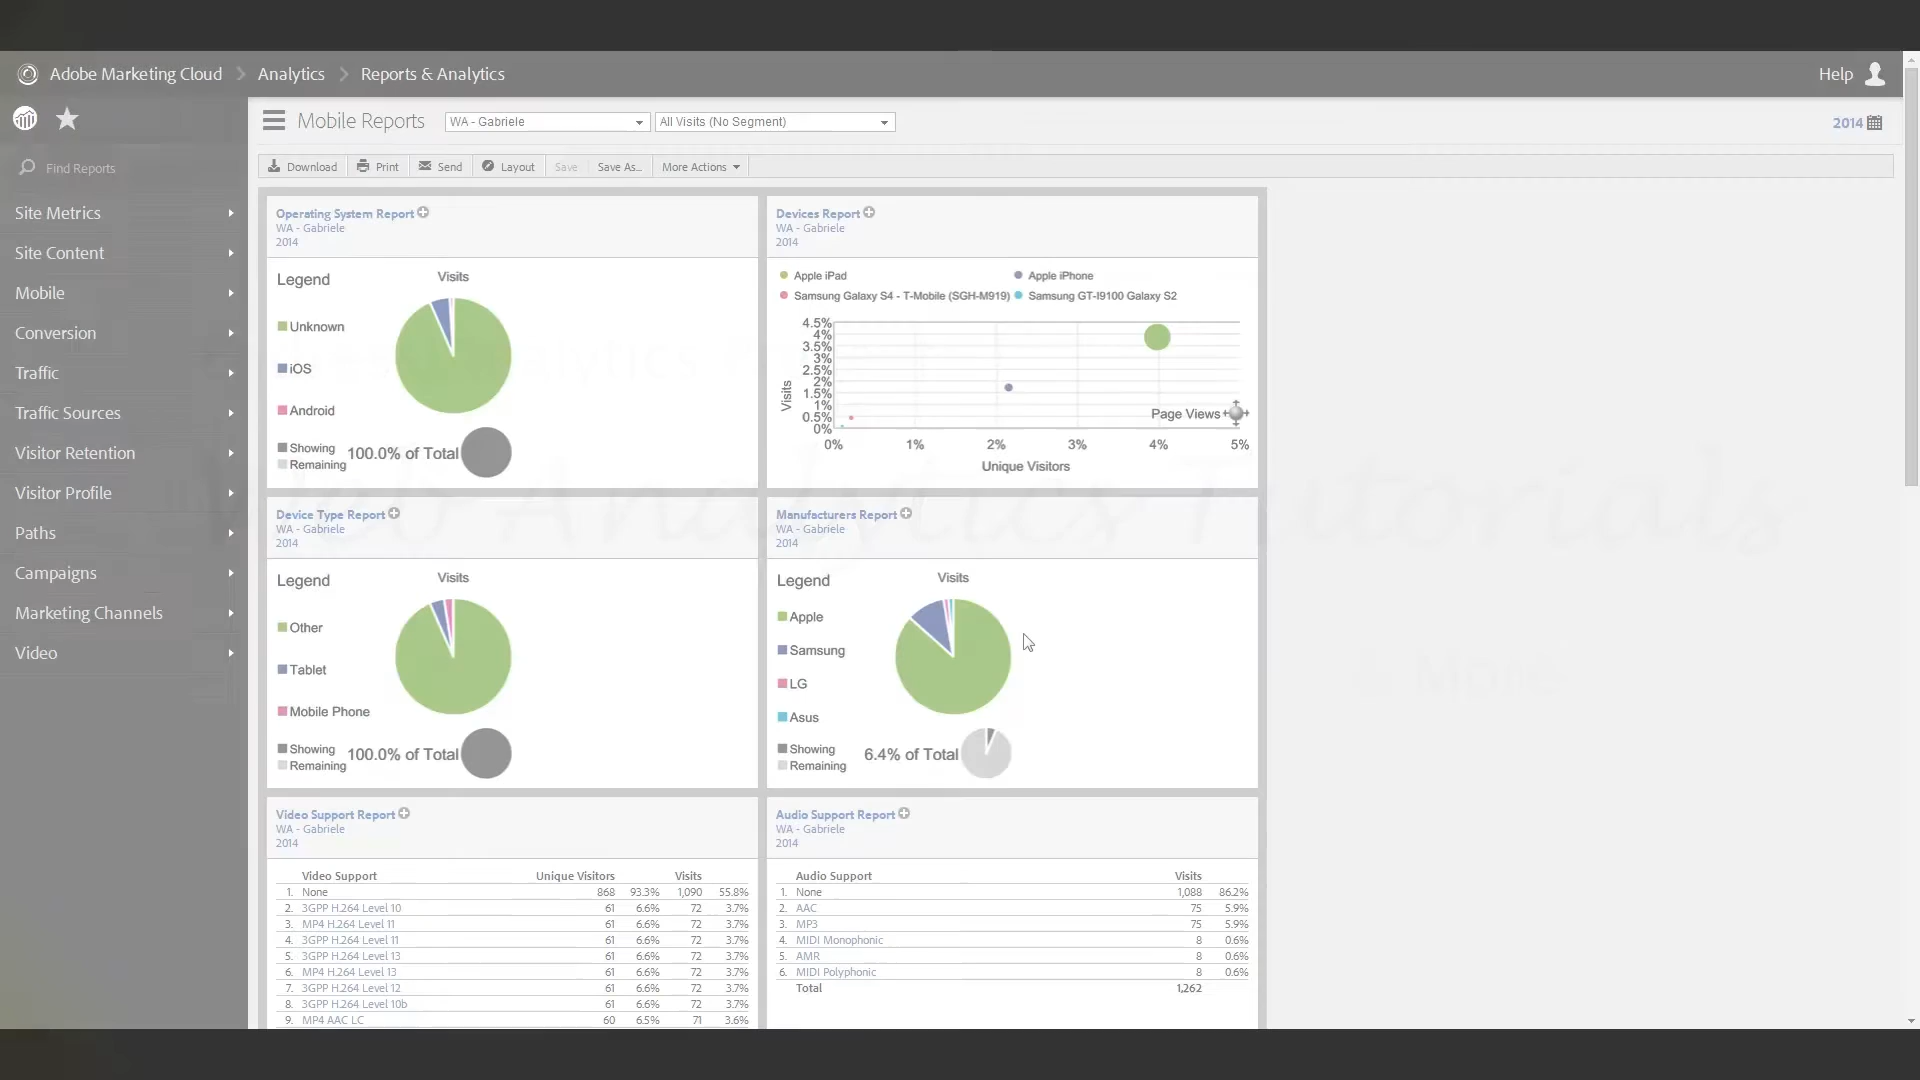 Adobe Marketing Cloud Analytics Reports & Analytics Help
Mobile Reports WA - Gabriele All Visits (No Segment) 2014
Find Reports
Download Print Send Layout Save Save As... More Actions
Site Metrics
Site Content
Mobile
Conversion
Traffic
Traffic Sources
Visitor Retention
Visitor Profile
Paths
Campaigns
Marketing Channels
Video
Operating System Report
WA - Gabriele
2014
Legend Visits
Unknown
iOS
Android
Showing
Remaining
100.0% of Total
Devices Report
WA - Gabriele
2014
Apple iPad Apple iPhone
Samsung Galaxy S4 - T-Mobile (SGH-M919) Samsung GT-I9100 Galaxy S2
4.5%
4%
3.5%
3%
2.5%
2%
1.5%
1%
0.5%
0%
Visits
Page Views
0% 1% 2% 3% 4% 5%
Unique Visitors
Device Type Report
WA - Gabriele
2014
Legend Visits
Other
Tablet
Mobile Phone
Showing
Remaining
100.0% of Total
Manufacturers Report
WA - Gabriele
2014
Legend Visits
Apple
Samsung
LG
Asus
Showing
Remaining
6.4% of Total
Web Analytics Tutorials
More
Video Support Report
WA - Gabriele
2014
Video Support Unique Visitors Visits
1. None 868 93.3% 1,090 55.8%
2. 3GPP H.264 Level 10 61 6.6% 72 3.7%
3. MP4 H.264 Level 11 61 6.6% 72 3.7%
4. 3GPP H.264 Level 11 61 6.6% 72 3.7%
5. 3GPP H.264 Level 13 61 6.6% 72 3.7%
6. MP4 H.264 Level 13 61 6.6% 72 3.7%
7. 3GPP H.264 Level 12 61 6.6% 72 3.7%
8. 3GPP H.264 Level 10b 61 6.6% 72 3.7%
9. MP4 AAC LC 60 6.5% 71 3.6%
Audio Support Report
WA - Gabriele
2014
Audio Support Visits
1. None 1,088 86.2%
2. AAC 75 5.9%
3. MP3 75 5.9%
4. MIDI Monophonic 8 0.6%
5. AMR 8 0.6%
6. MIDI Polyphonic 8 0.6%
Total 1,262